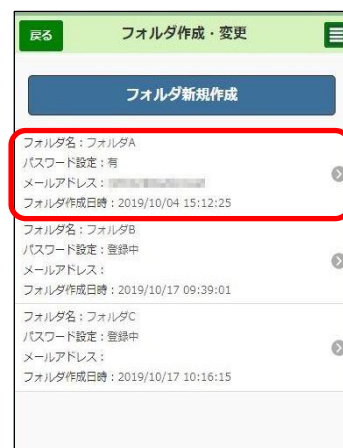 戻る
フォルダ作成・変更
フォルダ新規作成
フォルダ名：フォルダA
パスワード設定：有
メールアドレス：
フォルダ作成日時：2019/10/04 15:12:25
フォルダ名：フォルダB
パスワード設定：登録中
メールアドレス：
フォルダ作成日時：2019/10/17 09:39:01
フォルダ名：フォルダC
パスワード設定：登録中
メールアドレス：
フォルダ作成日時：2019/10/17 10:16:15